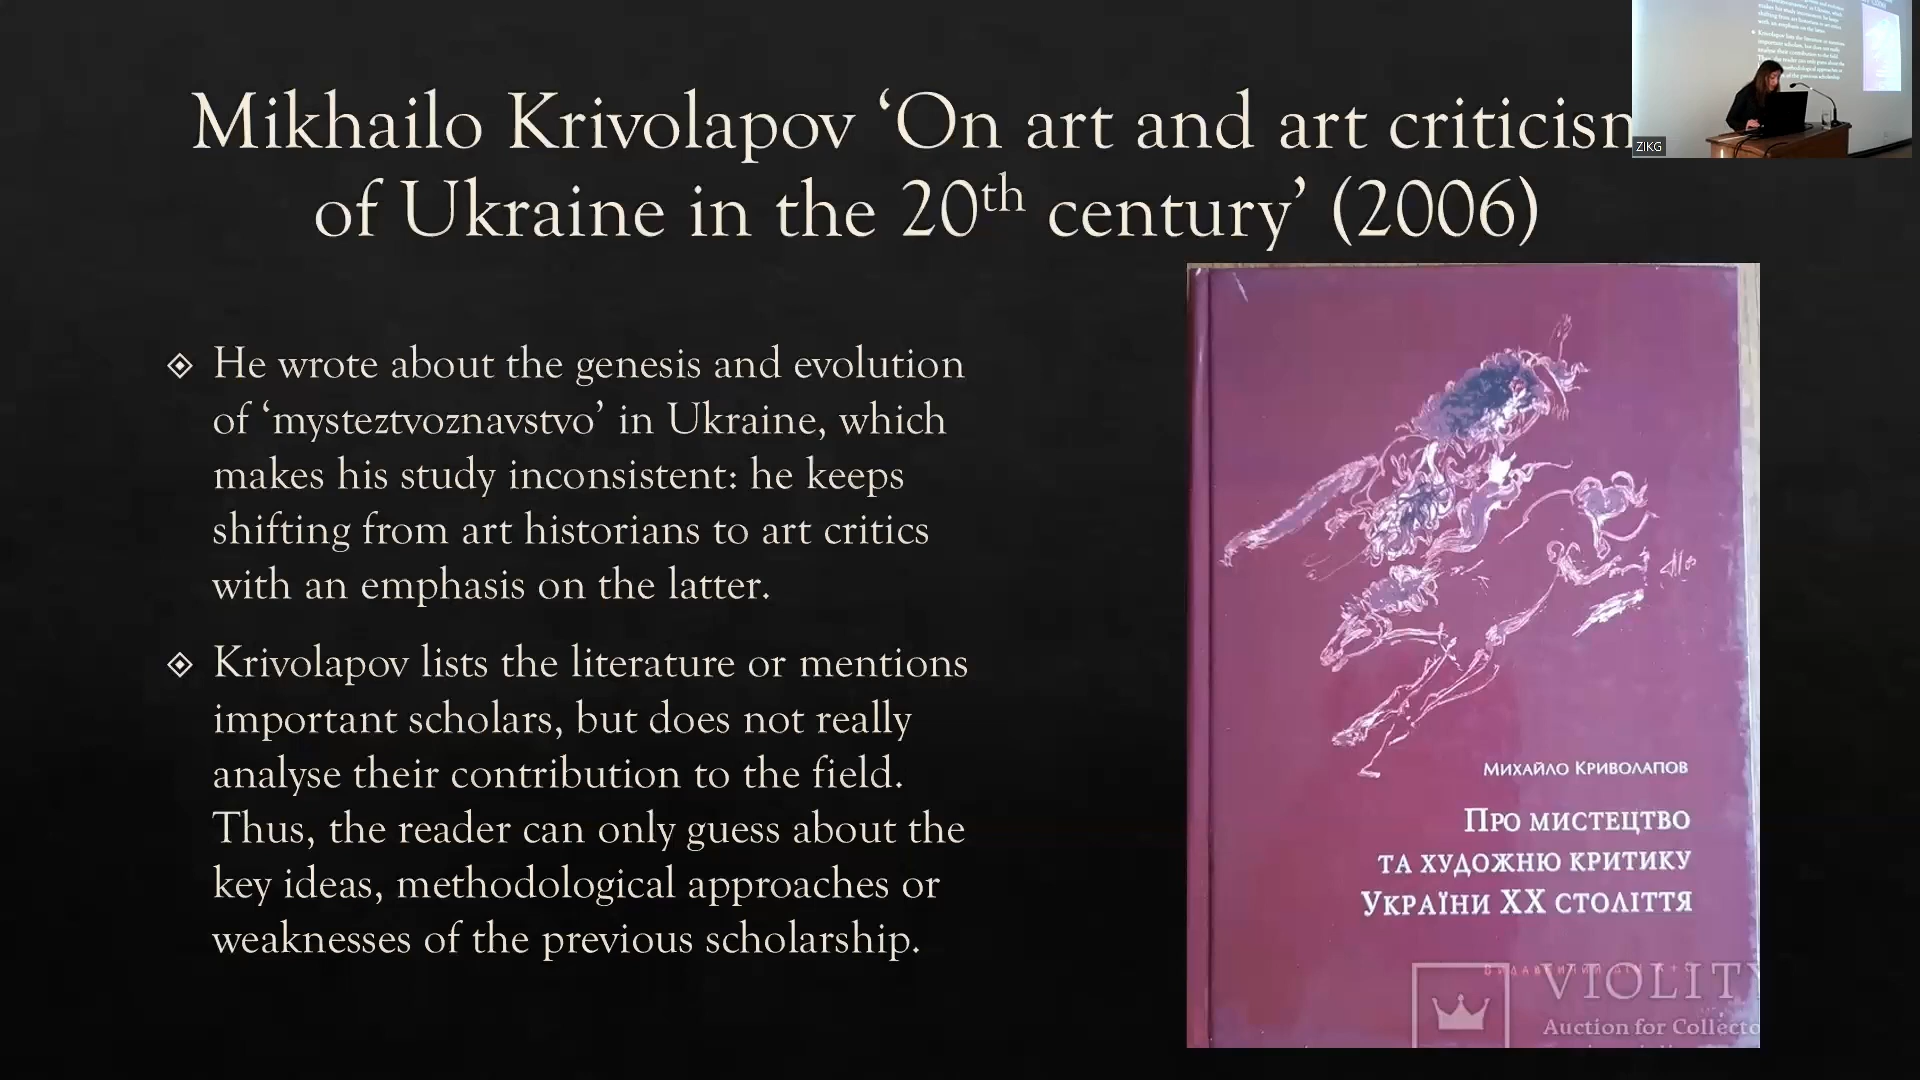 Mikhailo Krivolapov ‘On art and art criticism
of Ukraine in the 20th century’ (2006)
ZIKG
He wrote about the genesis and evolution
of ‘mysteztvoznavstvo’ in Ukraine, which
makes his study inconsistent: he keeps
shifting from art historians to art critics
with an emphasis on the latter.
Krivolapov lists the literature or mentions
important scholars, but does not really
analyse their contribution to the field.
Thus, the reader can only guess about the
key ideas, methodological approaches or
weaknesses of the previous scholarship.
Михайло Криволапов
Про мистецтво
та художню критику
України XX століття
VIOLITY
Auction for Collecto